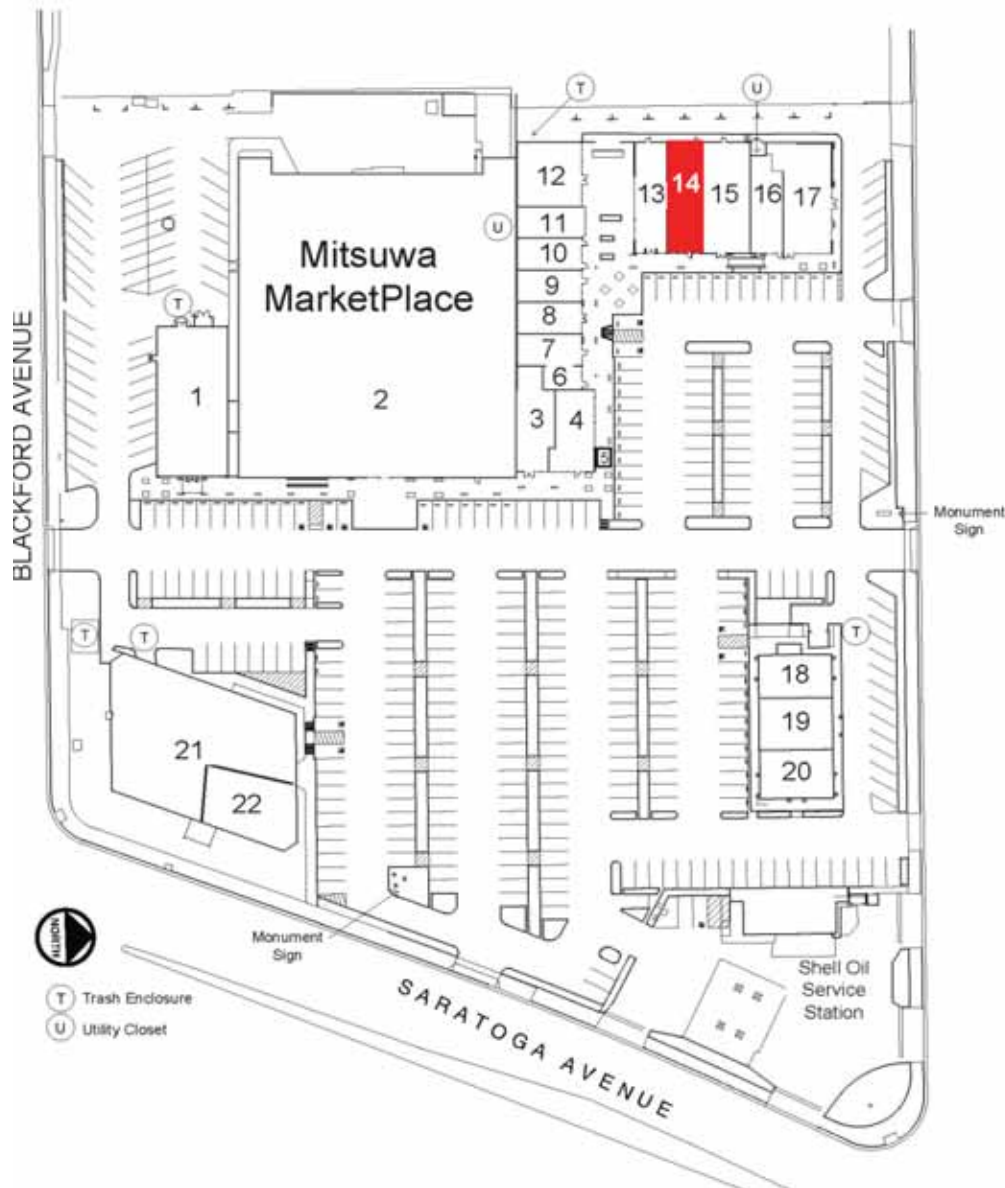 T
U
12
13
14
15
16
17
11
U
10
Mitsuwa
MarketPlace
9
8
T
7
6
1
2
3
4
5
BLACKFORD AVENUE
Monument
Sign
T
T
T
18
19
20
21
22
Monument
Sign
NORTH
T Trash Enclosure
U Utility Closet
SARATOGA AVENUE
Shell Oil
Service
Station